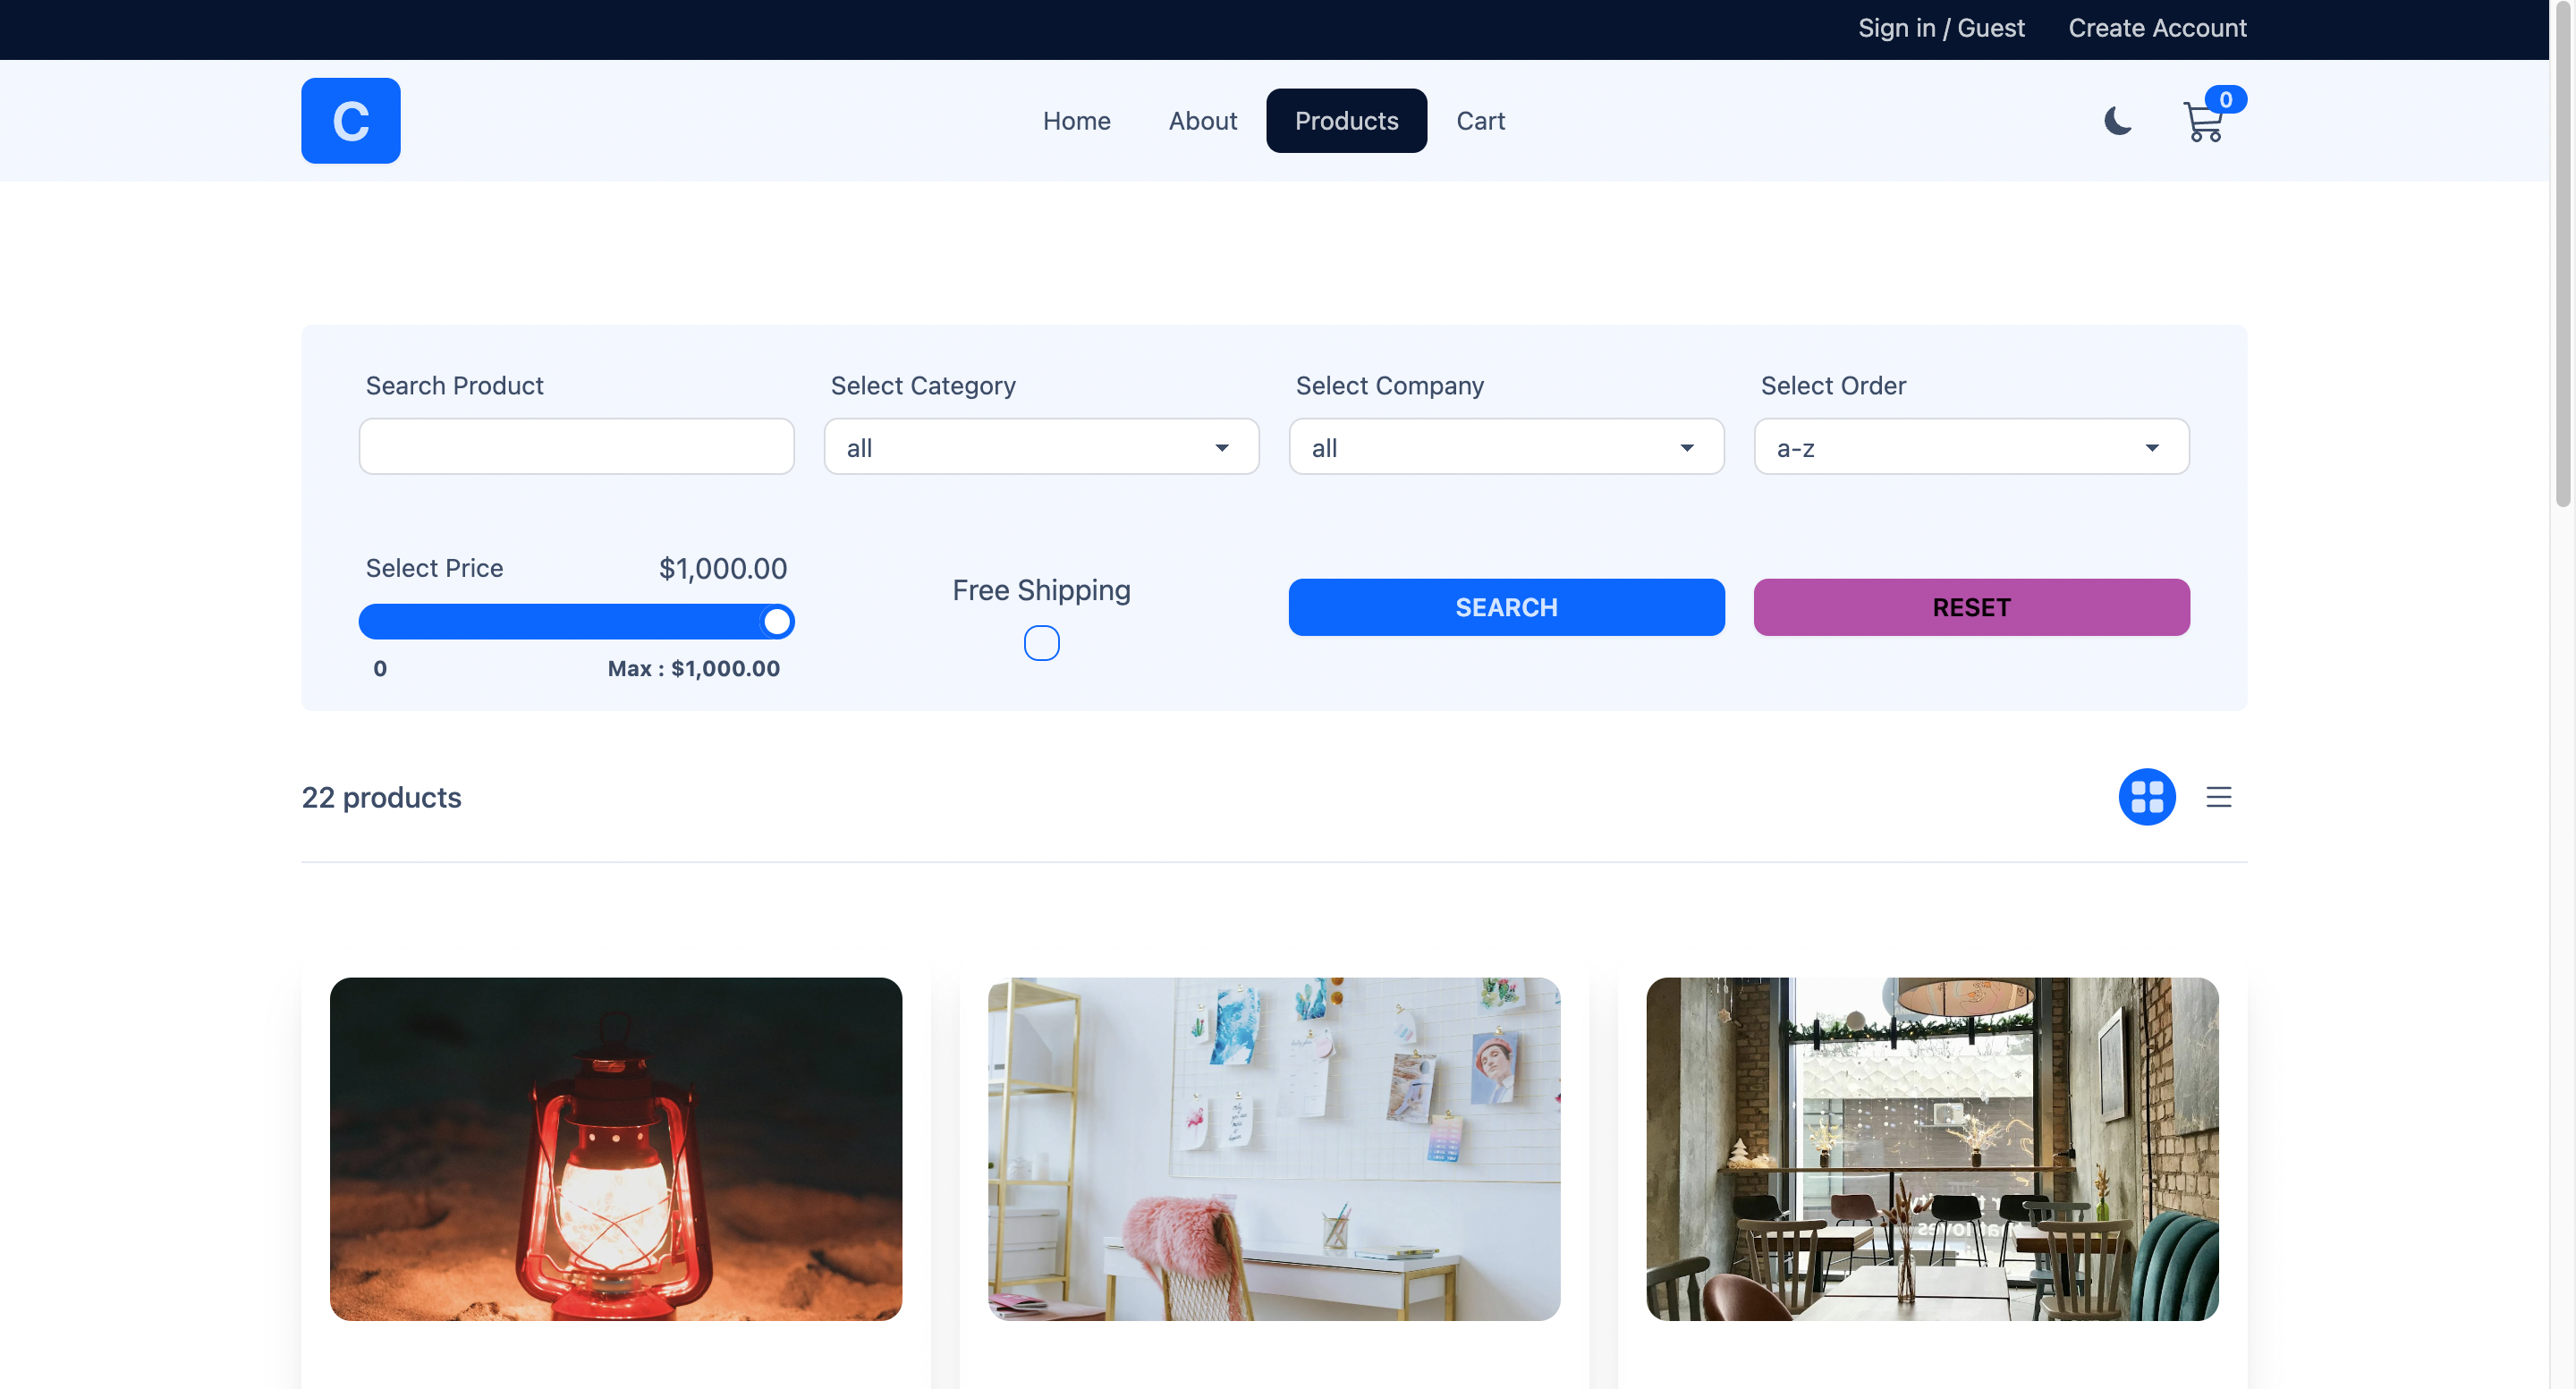 Sign in / Guest Create Account
C
Home About Products Cart
0
Search Product
Select Category
all
Select Company
all
Select Order
a-z
Select Price $1,000.00
0 Max : $1,000.00
Free Shipping
SEARCH
RESET
22 products